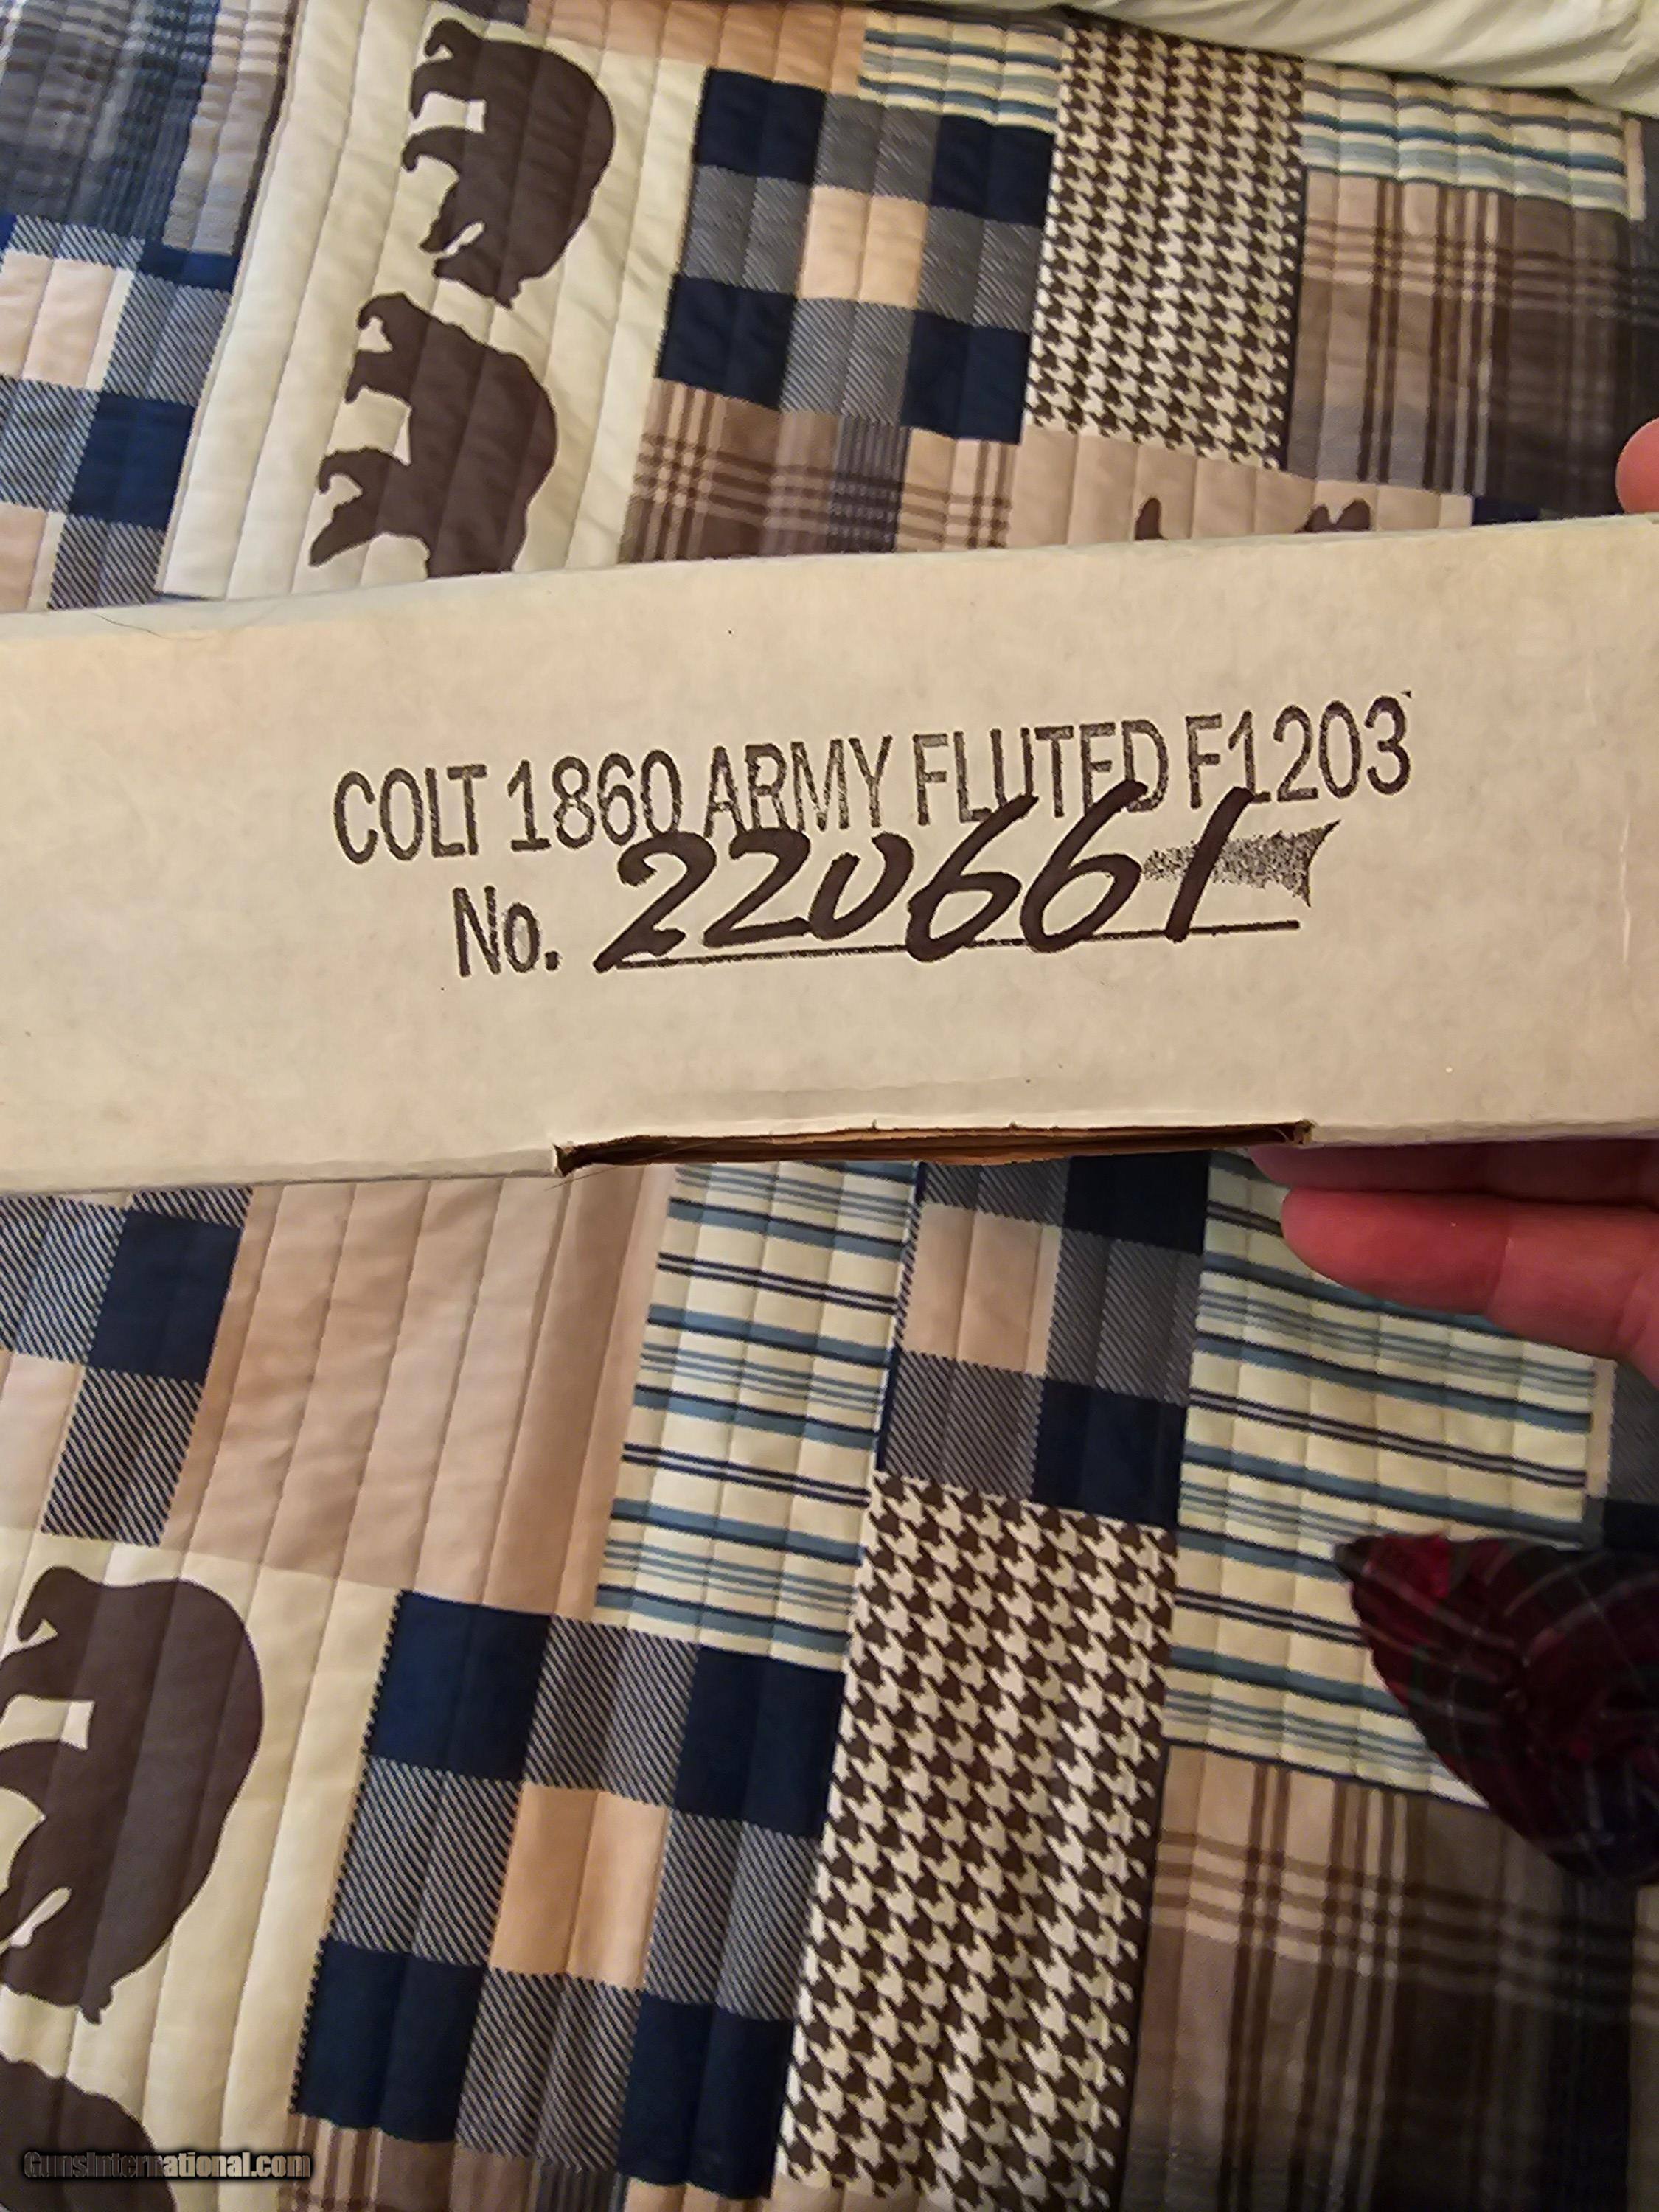 COLT 1860 ARMY FLUTED F1203
No. 220661
GunsInternational.com